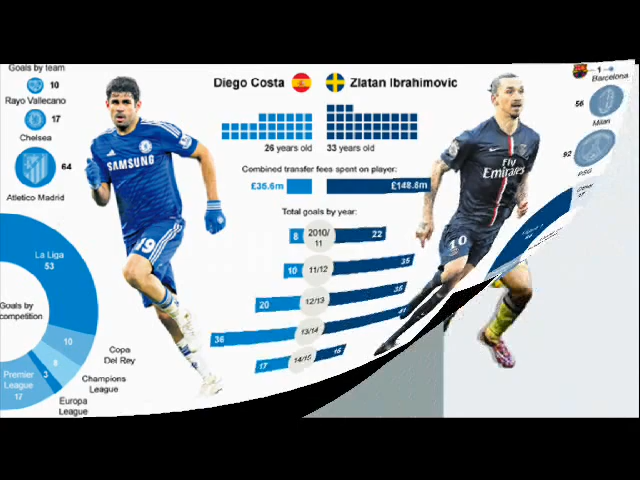 Goals by team
10
Rayo Vallecano
17
Chelsea
64
Atletico Madrid
La Liga
53
Goals by
competition
10
Copa
Del Rey
Champions
League
3
Europa
League
Premier
League
17
SAMSUNG
19
Diego Costa
Zlatan Ibrahimovic
26 years old
33 years old
Combined transfer fees spent on player:
£148.8m
Total goals by year:
8 2010/11 22
10 11/12 35
20 12/13 35
36 13/14 41
17 14/15 16
Fly
Emirates
10
1
Barcelona
56
Milan
92
PSG